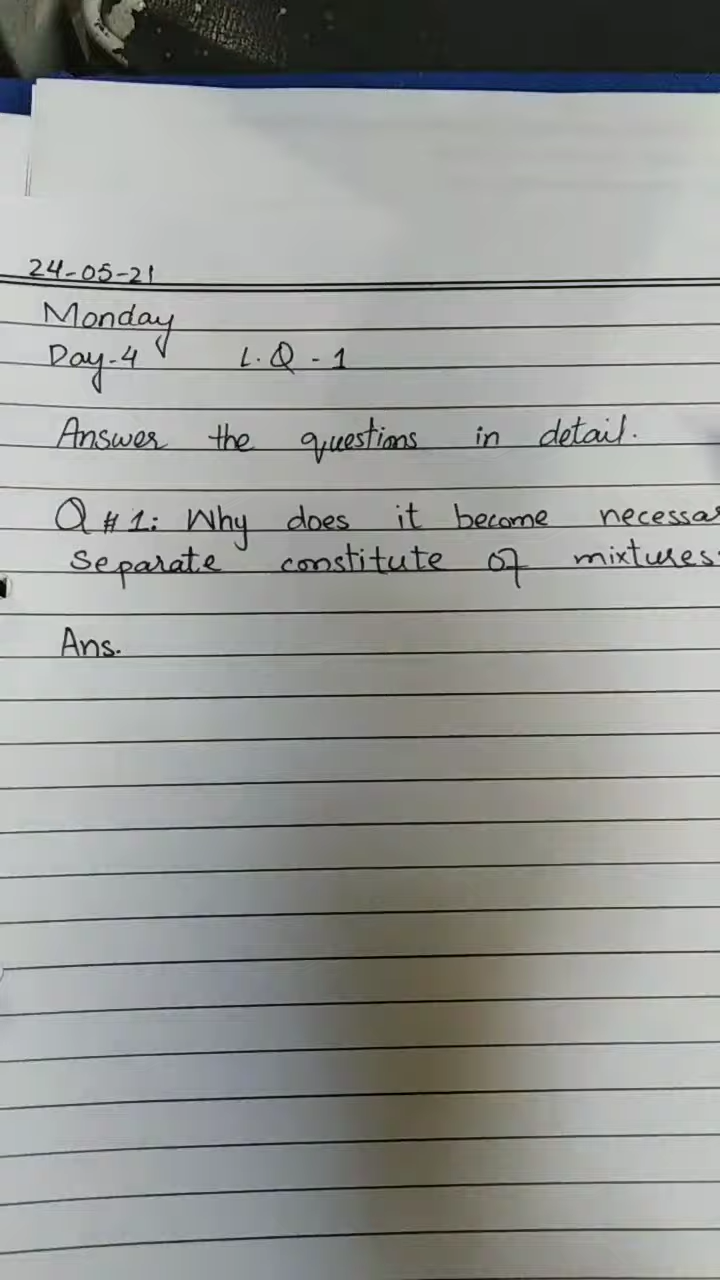 24-05-21
Monday
Day-4 L.Q-1
Answer the questions in detail.
Q#1: Why does it become
separate constitute of mixtures
Ans.